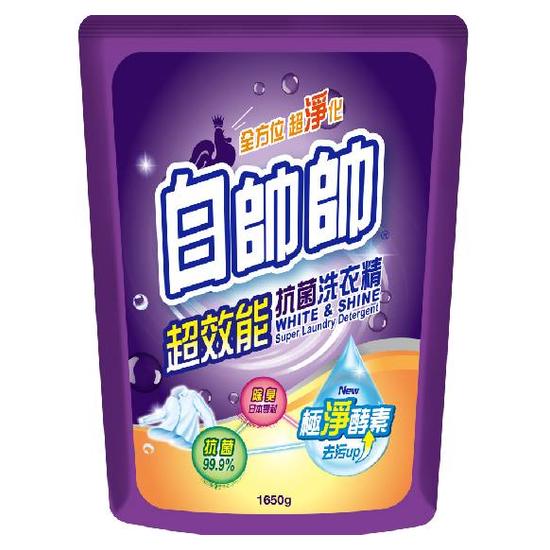 全方位 超淨化
白帥帥®
超效能
抗菌洗衣精
WHITE & SHINE
Super Laundry Detergent
除臭
日本專利
抗菌
99.9%
New
極淨酵素
去污up
1650g